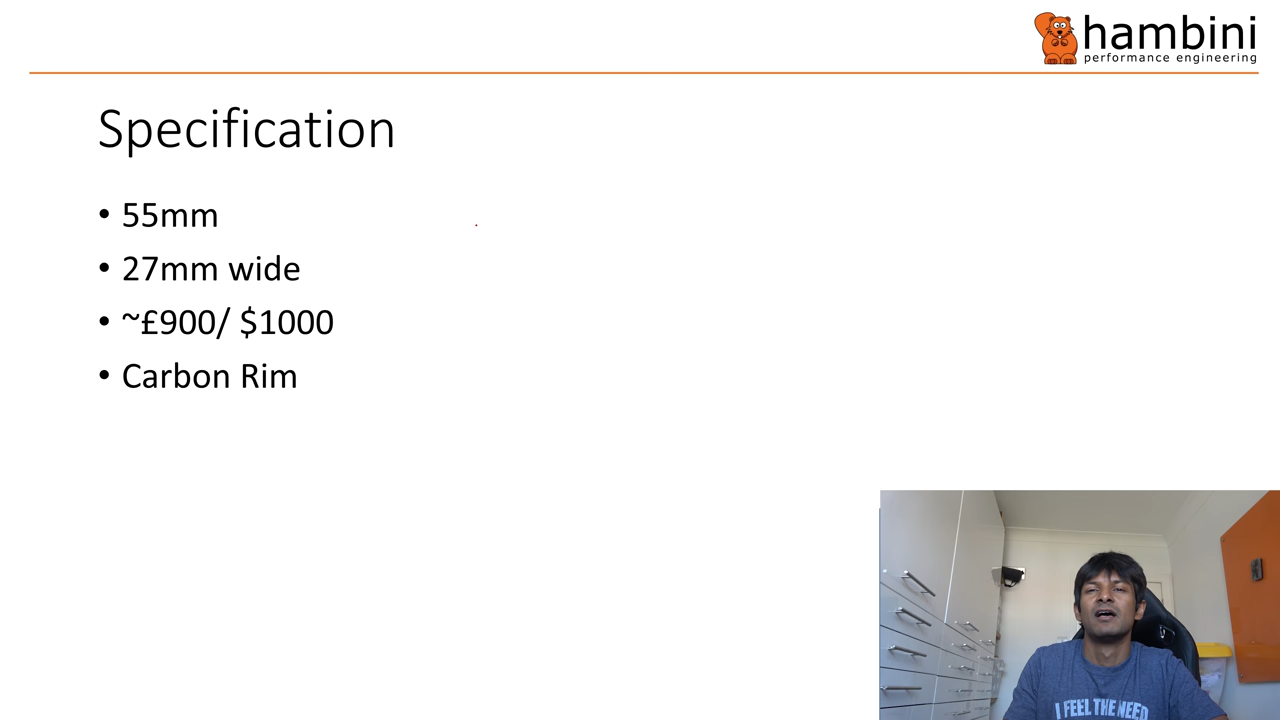 hambini
performance engineering
Specification
• 55mm
• 27mm wide
• ~£900/ $1000
• Carbon Rim
I FEEL THE NEED